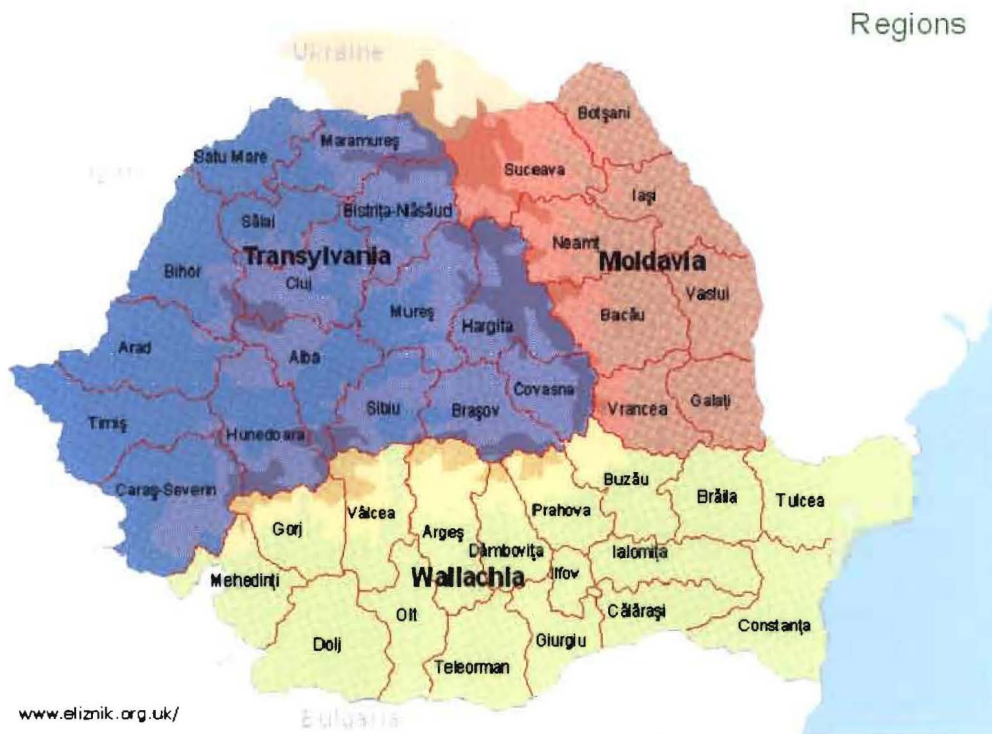 Regions
Ukraine
Botşani
Maramureş
Satu Mare
Suceava
Iaşi
Bistriţa-Năsăud
Sălaj
Neamţ
Transylvania
Moldavia
Bihor
Cluj
Vaslui
Mureş
Bacău
Hargita
Arad
Alba
Covasna
Sibiu
Braşov
Vrancea
Galaţi
Timiş
Hunedoara
Caraş-Severin
Buzău
Brăila
Tulcea
Vâlcea
Prahova
Gorj
Argeş
Dâmboviţa
Ialomiţa
Mehedinţi
Wallachia
Ilfov
Olt
Călăraşi
Constanţa
Dolj
Giurgiu
Teleorman
www.eliznik.org.uk/
Bulgaria